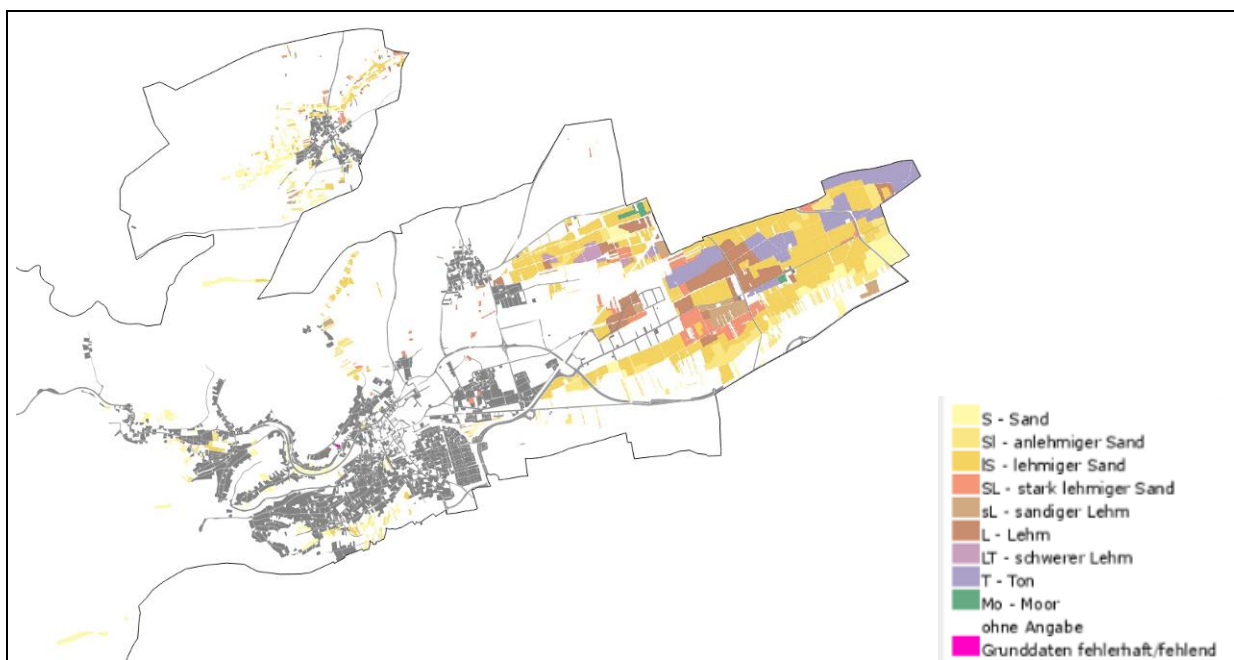 S - Sand
Sl - anlehmiger Sand
lS - lehmiger Sand
SL - stark lehmiger Sand
sL - sandiger Lehm
L - Lehm
LT - schwerer Lehm
T - Ton
Mo - Moor
ohne Angabe
Grunddaten fehlerhaft/fehlend